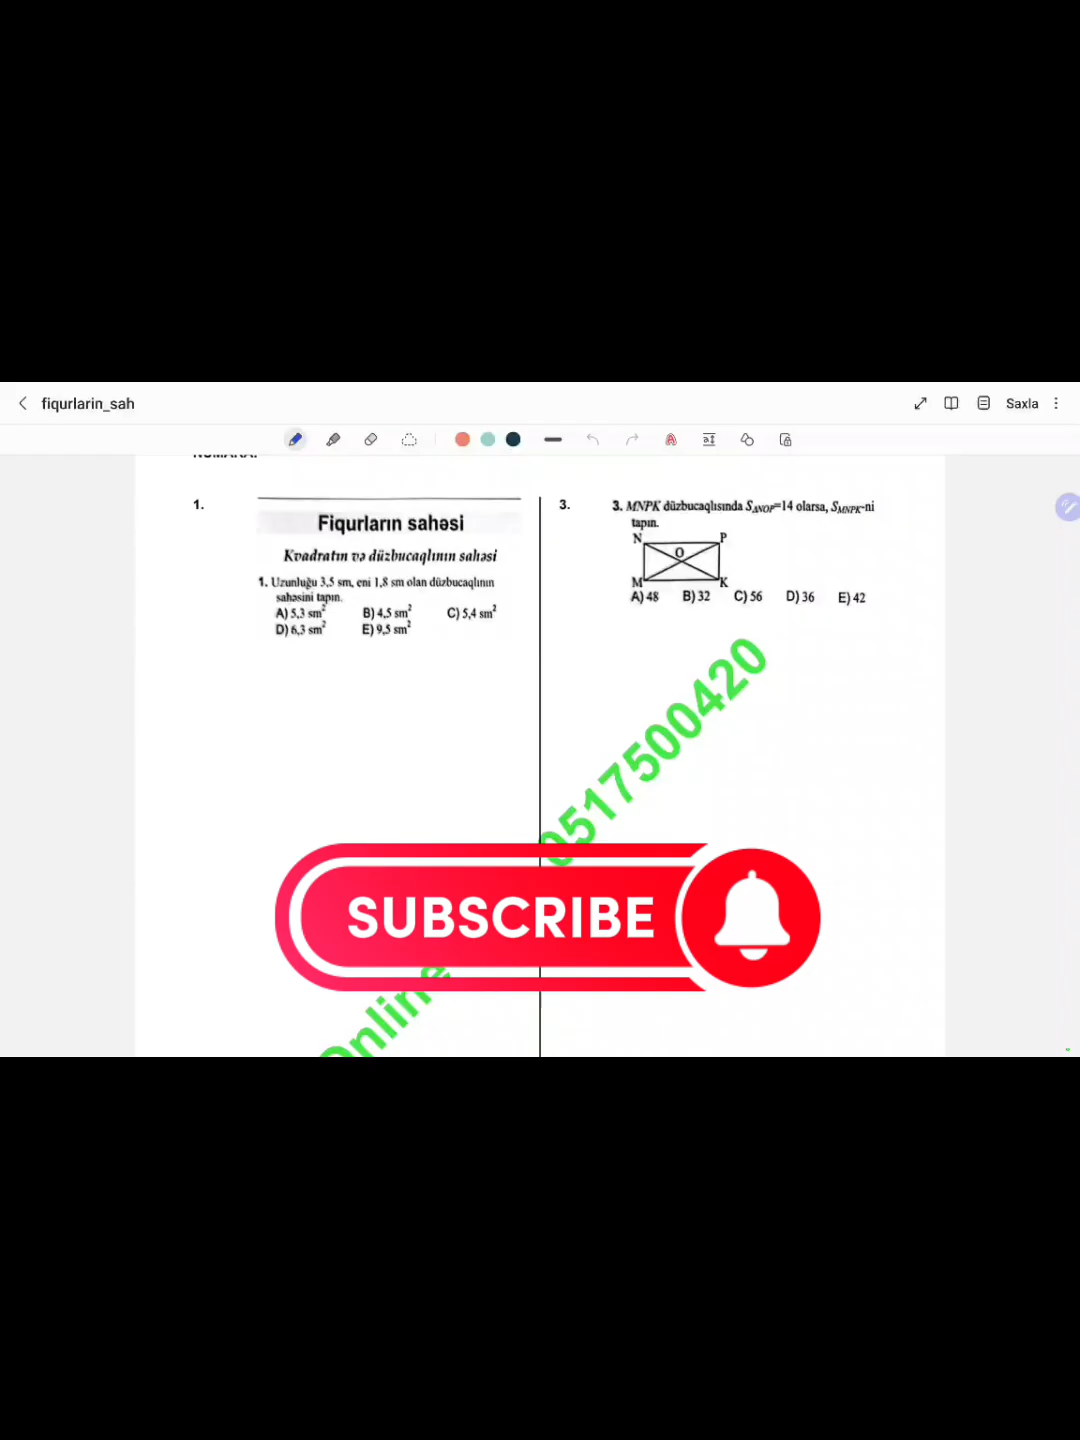 fiqurlarin_sah
Saxla
NUMARA:
1.
Fiqurların sahəsi
Kvadratın və düzbucaqlının sahəsi
1. Uzunluğu 3,5 sm, eni 1,8 sm olan düzbucaqlının
sahəsini tapın.
A) 5,3 sm² B) 4,5 sm² C) 5,4 sm²
D) 6,3 sm² E) 9,5 sm²
3.
3. MNPK düzbucaqlısında S△NOP=14 olarsa, SMNPK-ni
tapın.
N P
O
M K
A) 48 B) 32 C) 56 D) 36 E) 42
0517500420
SUBSCRIBE
Online